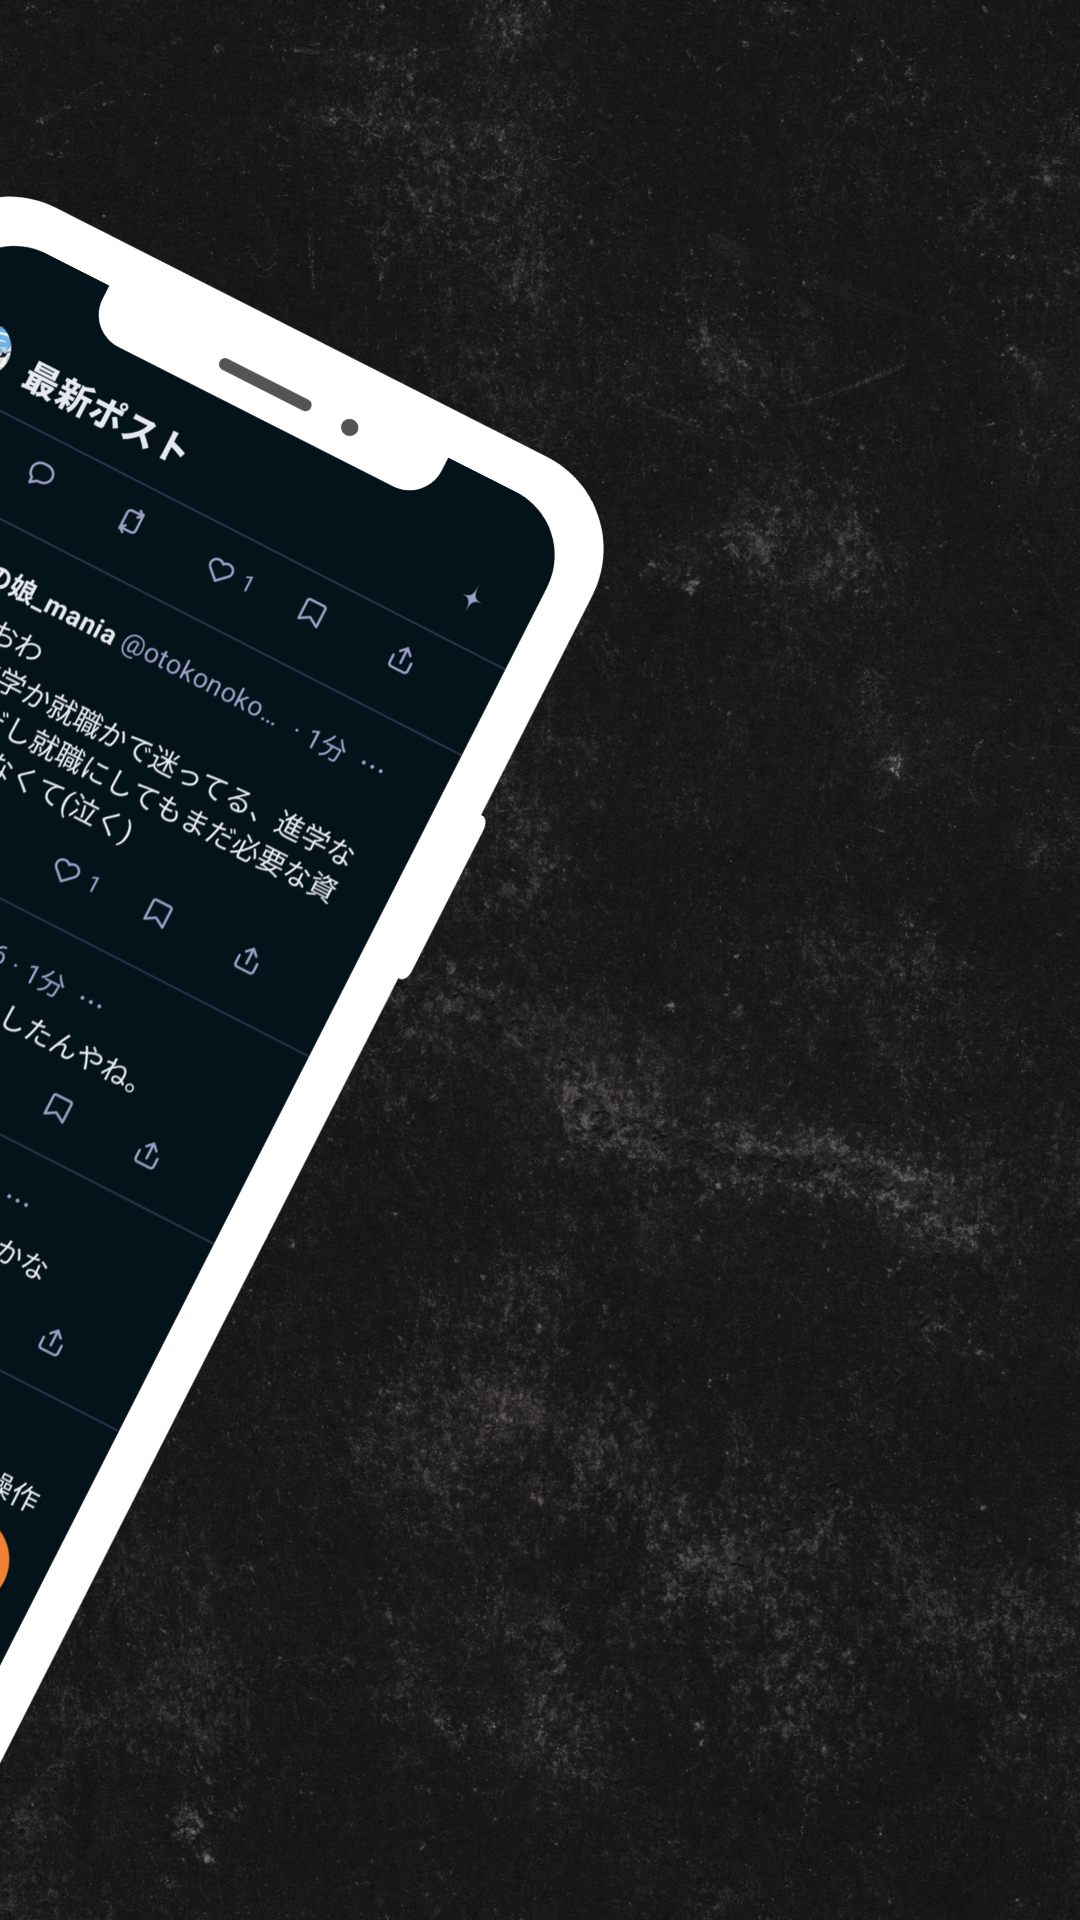 最新ポスト
1
の娘_mania @otokonoko… · 1分 …
おわ
学か就職かで迷ってる、進学な
し就職にしてもまだ必要な資
なくて(泣く)
1
6 · 1分 …
したんやね。
…
かな
操作